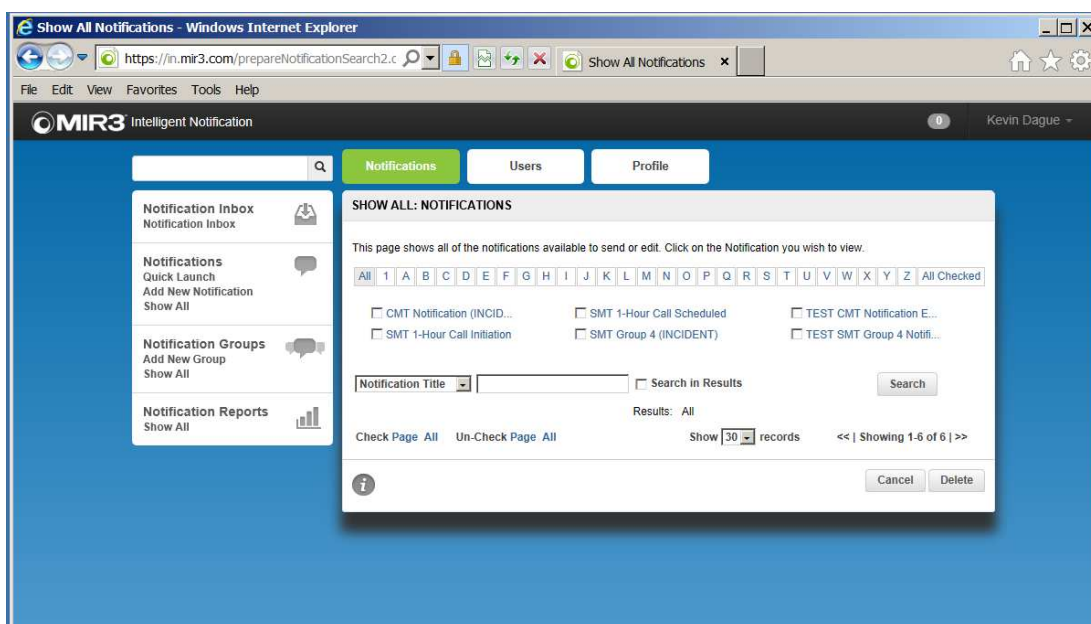 Show All Notifications - Windows Internet Explorer
https://in.mir3.com/prepareNotificationSearch2.c
Show All Notifications
File Edit View Favorites Tools Help
MIR3 Intelligent Notification
0
Kevin Dague
Notifications Users Profile
Notification Inbox
Notification Inbox
Notifications
Quick Launch
Add New Notification
Show All
Notification Groups
Add New Group
Show All
Notification Reports
Show All
SHOW ALL: NOTIFICATIONS
This page shows all of the notifications available to send or edit. Click on the Notification you wish to view.
All 1 A B C D E F G H I J K L M N O P Q R S T U V W X Y Z All Checked
CMT Notification (INCID... SMT 1-Hour Call Scheduled TEST CMT Notification E...
SMT 1-Hour Call Initiation SMT Group 4 (INCIDENT) TEST SMT Group 4 Notifi...
Notification Title Search in Results Search
Results: All
Check Page All Un-Check Page All Show 30 records << | Showing 1-6 of 6 | >>
Cancel Delete